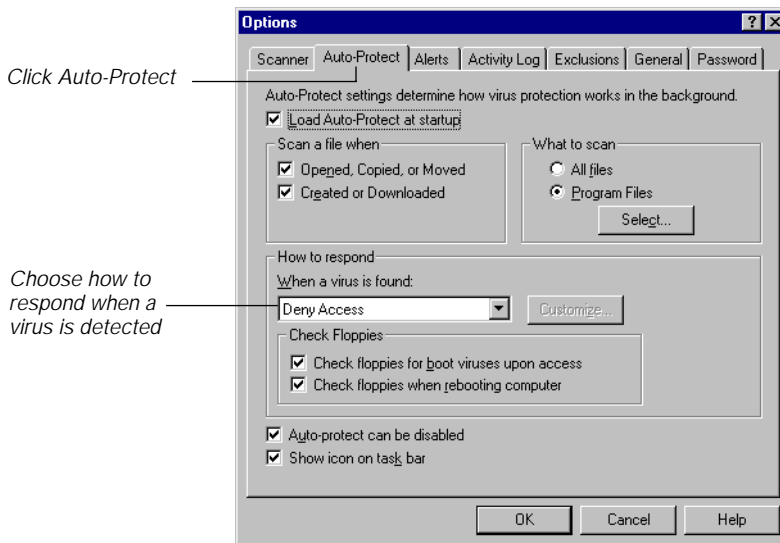 Options
Scanner Auto-Protect Alerts Activity Log Exclusions General Password
Click Auto-Protect
Auto-Protect settings determine how virus protection works in the background.
Load Auto-Protect at startup
Scan a file when
Opened, Copied, or Moved
Created or Downloaded
What to scan
All files
Program Files
Select...
How to respond
When a virus is found:
Choose how to
respond when a
virus is detected
Deny Access
Customize...
Check Floppies
Check floppies for boot viruses upon access
Check floppies when rebooting computer
Auto-protect can be disabled
Show icon on task bar
OK Cancel Help